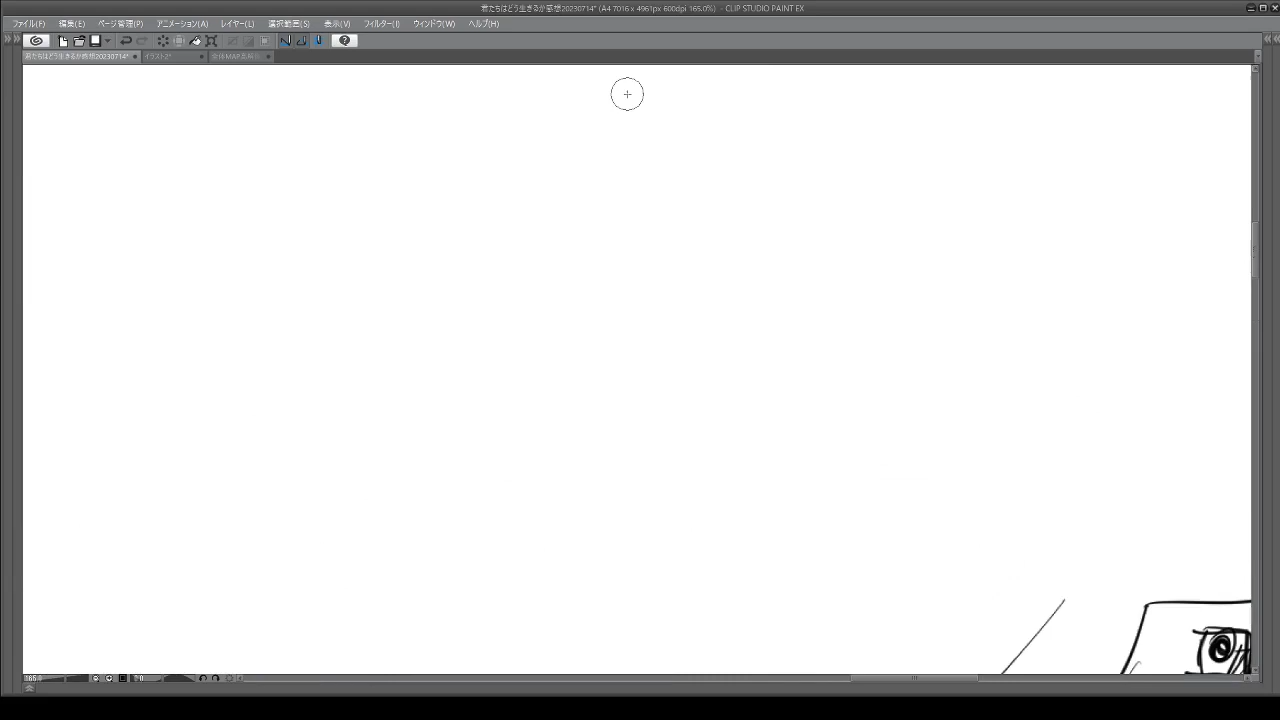 君たちはどう生きるか感想20230714* (A4 7016 x 4961px 600dpi 165.0%) - CLIP STUDIO PAINT EX
ファイル(F) 編集(E) ページ管理(P) アニメーション(A) レイヤー(L) 選択範囲(S) 表示(V) フィルター(I) ウィンドウ(W) ヘルプ(H)
君たちはどう生きるか感想20230714* イラスト2*
165.0